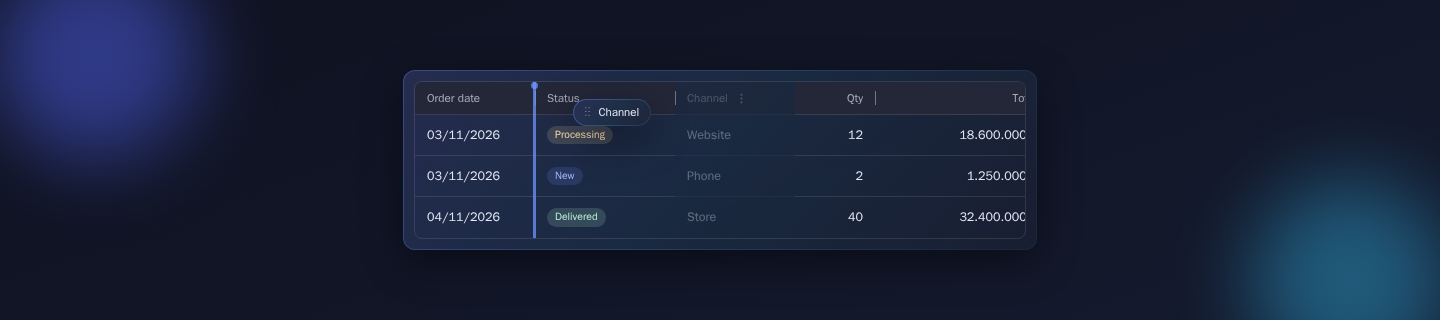 Order date Status Channel Qty To
Channel
03/11/2026 Processing Website 12 18.600.000
03/11/2026 New Phone 2 1.250.000
04/11/2026 Delivered Store 40 32.400.000